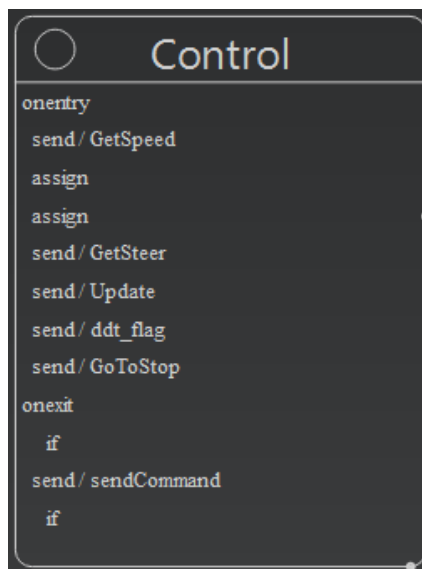 Control
onentry
send / GetSpeed
assign
assign
send / GetSteer
send / Update
send / ddt_flag
send / GoToStop
onexit
if
send / sendCommand
if